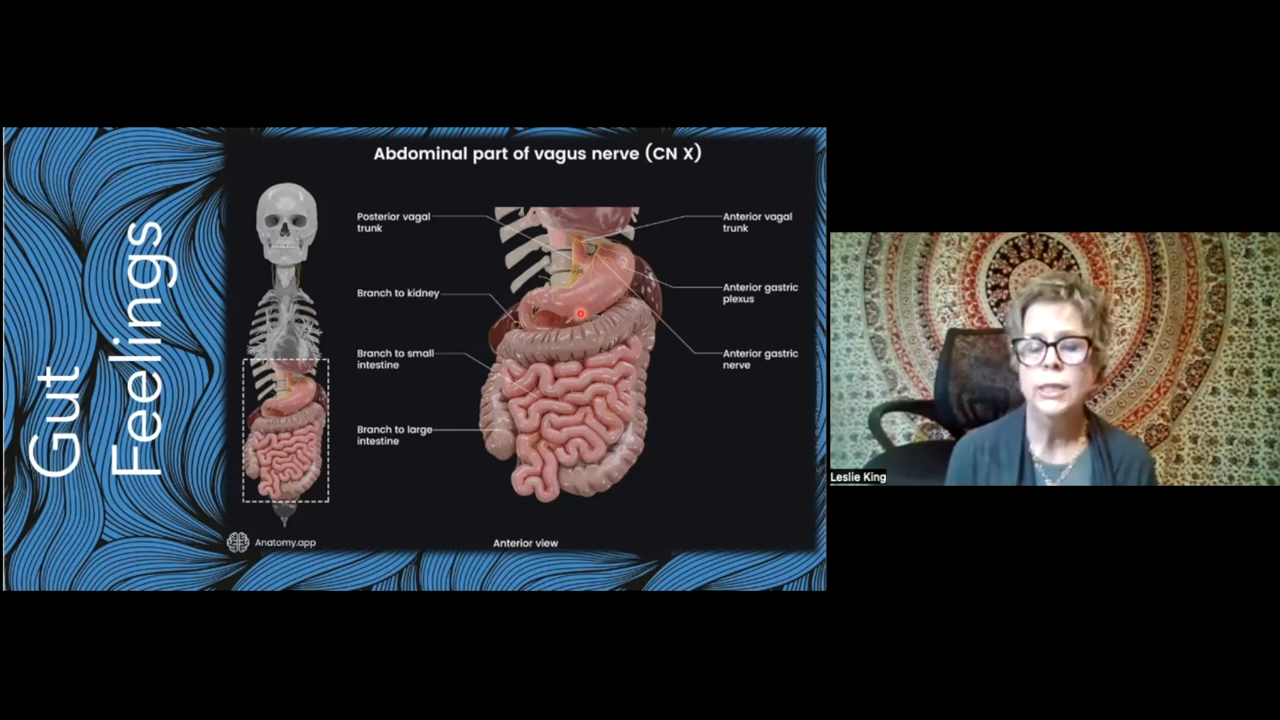 Gut
Feelings
Abdominal part of vagus nerve (CN X)
Posterior vagal
trunk
Branch to kidney
Branch to small
intestine
Branch to large
intestine
Anterior vagal
trunk
Anterior gastric
plexus
Anterior gastric
nerve
Anatomy.app
Anterior view
Leslie King